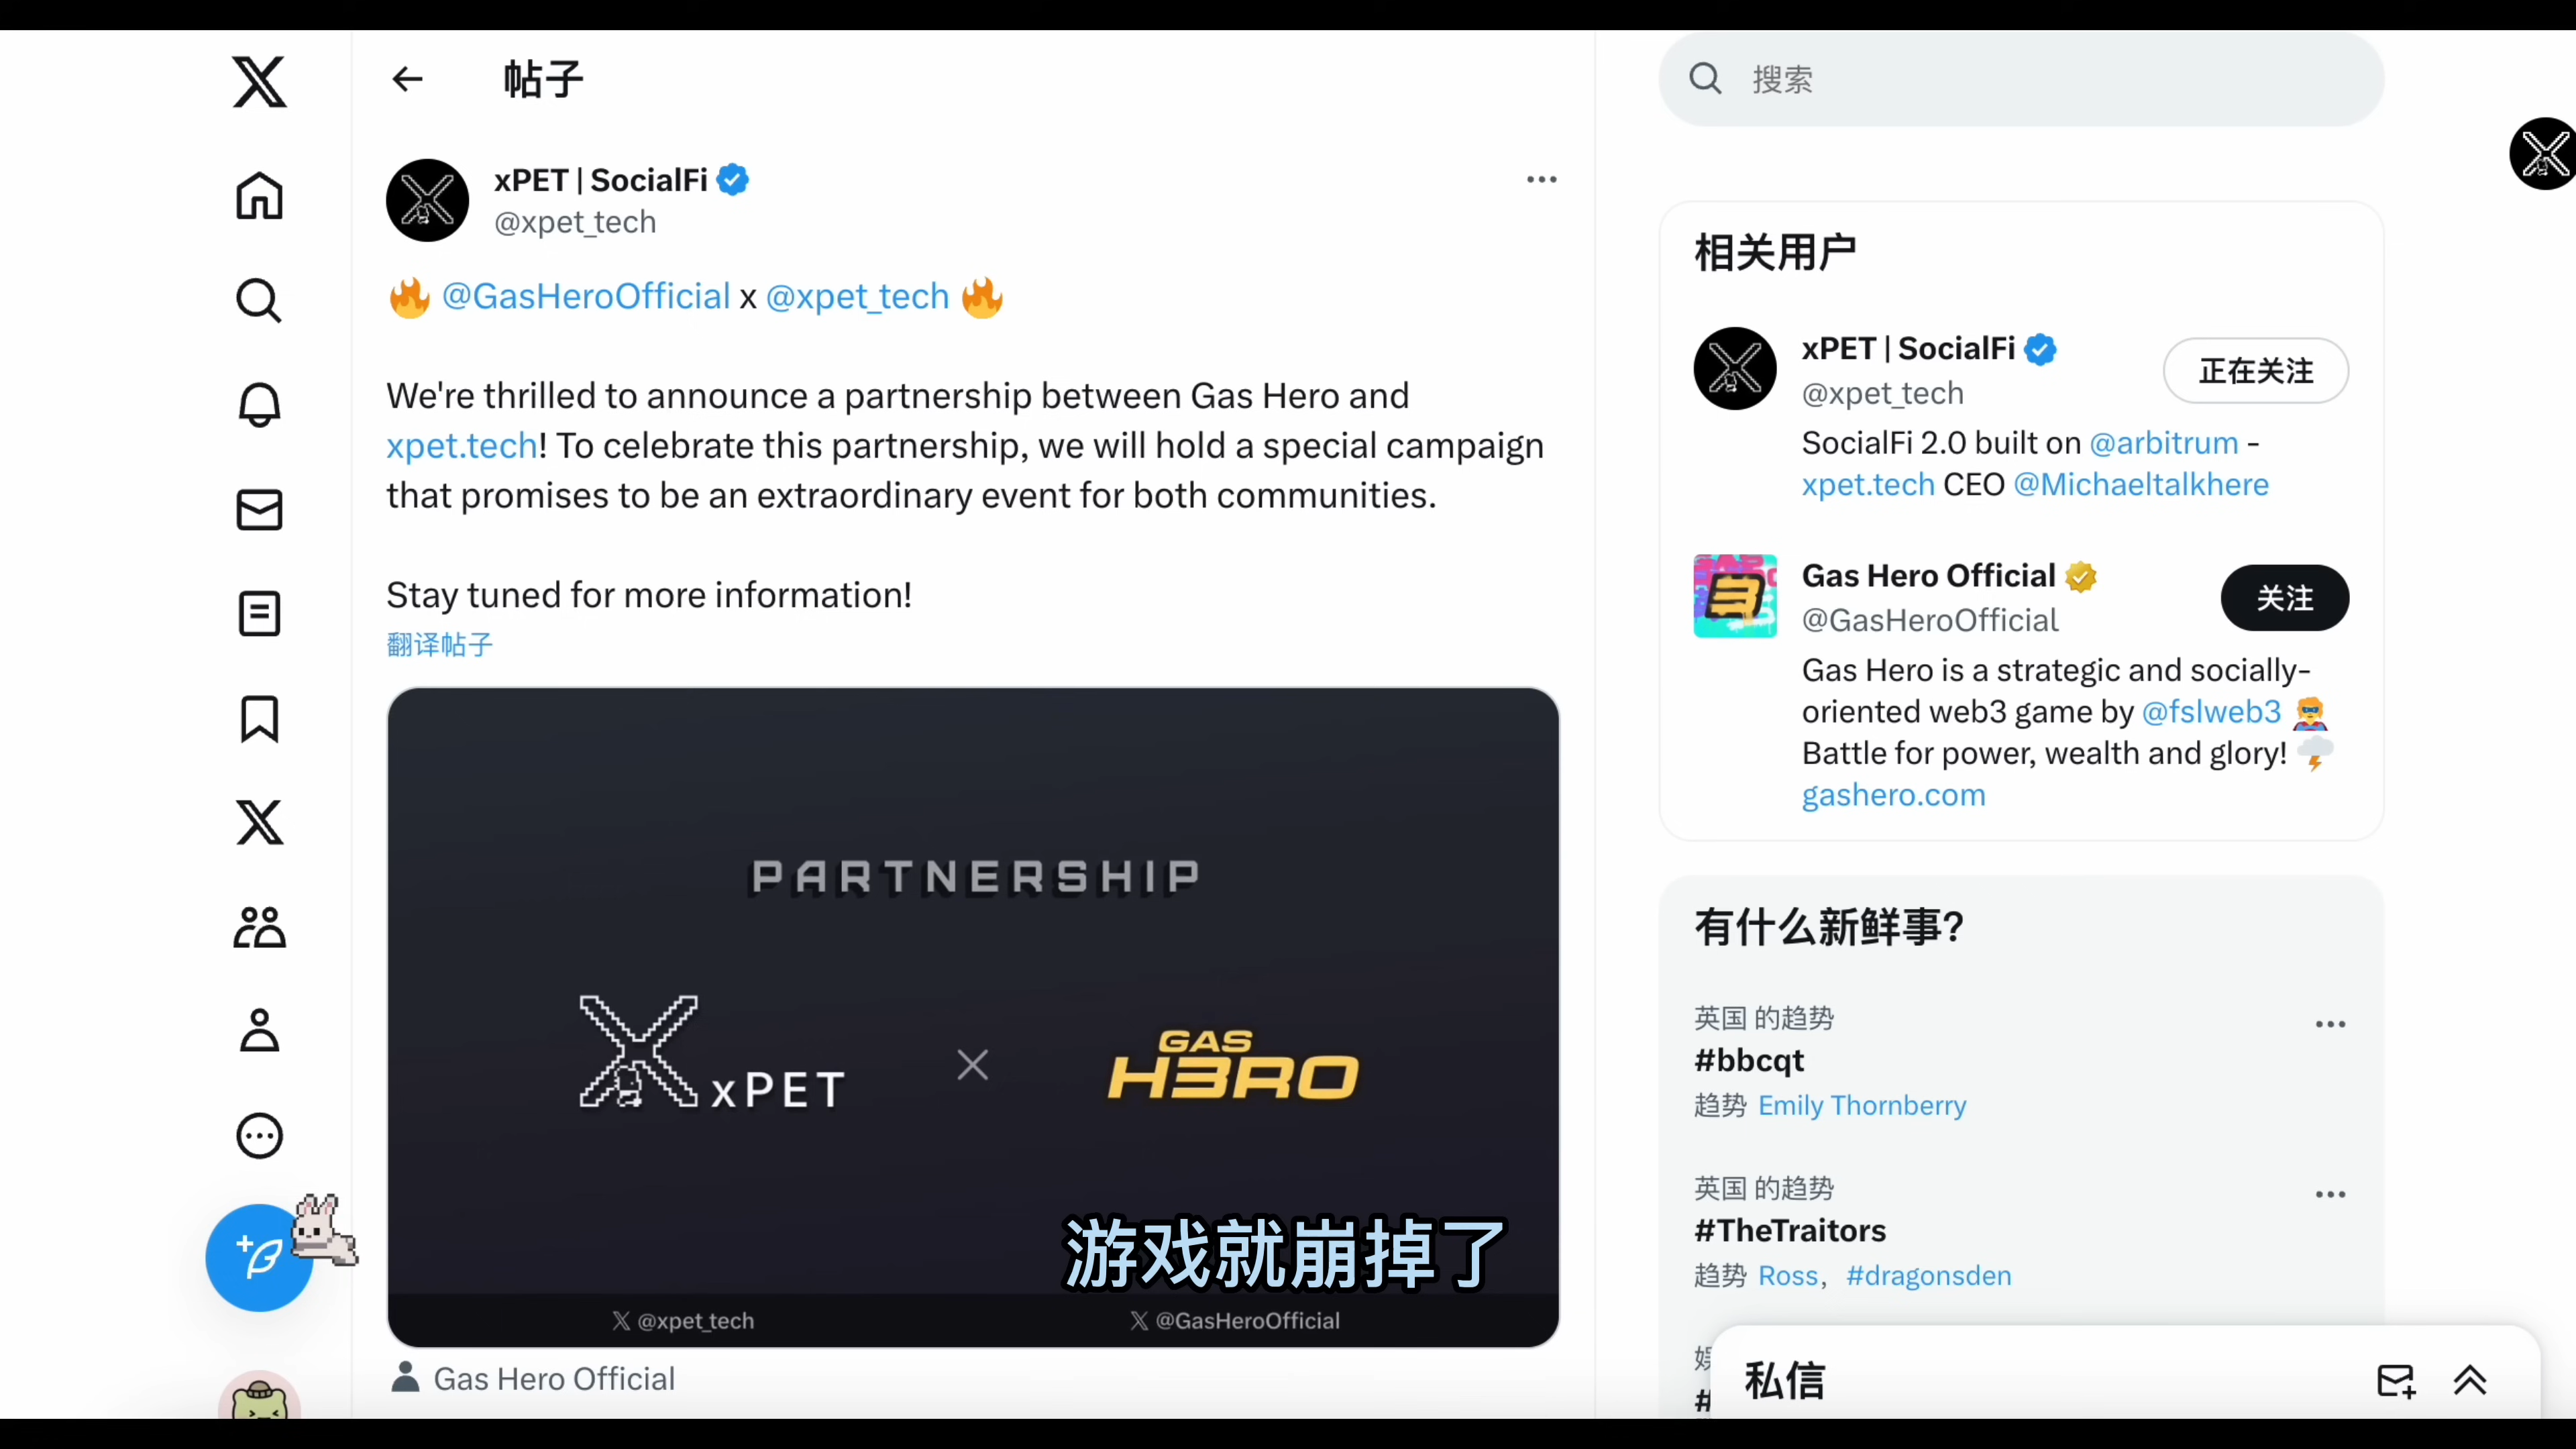 帖子
xPET | SocialFi
@xpet_tech
🔥 @GasHeroOfficial x @xpet_tech 🔥
We're thrilled to announce a partnership between Gas Hero and
xpet.tech! To celebrate this partnership, we will hold a special campaign
that promises to be an extraordinary event for both communities.
Stay tuned for more information!
翻译帖子
PARTNERSHIP
xPET
GAS
H3RO
游戏就崩掉了
X @xpet_tech
X @GasHeroOfficial
Gas Hero Official
搜索
相关用户
xPET | SocialFi
@xpet_tech
正在关注
SocialFi 2.0 built on @arbitrum -
xpet.tech CEO @Michaeltalkhere
Gas Hero Official
@GasHeroOfficial
关注
Gas Hero is a strategic and socially-
oriented web3 game by @fslweb3
Battle for power, wealth and glory!
gashero.com
有什么新鲜事?
英国 的趋势
#bbcqt
趋势 Emily Thornberry
英国 的趋势
#TheTraitors
趋势 Ross, #dragonsden
#
私信